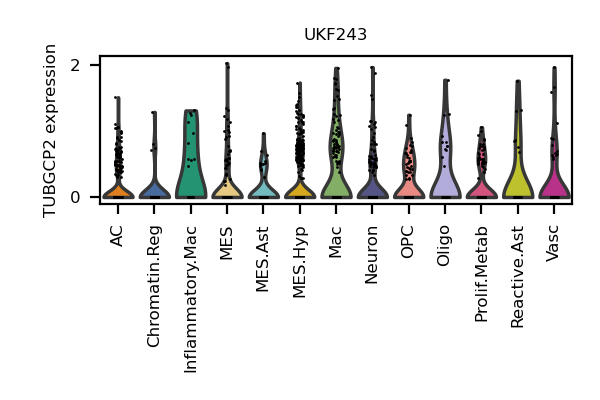 UKF243
TUBGCP2 expression
2
0
AC
Chromatin.Reg
Inflammatory.Mac
MES
MES.Ast
MES.Hyp
Mac
Neuron
OPC
Oligo
Prolif.Metab
Reactive.Ast
Vasc